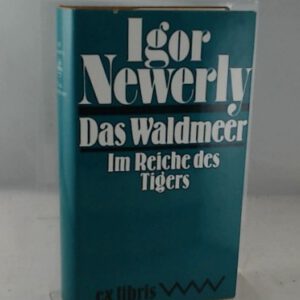 Igor
Newerly
Das Waldmeer
Im Reiche des
Tigers
ex libris